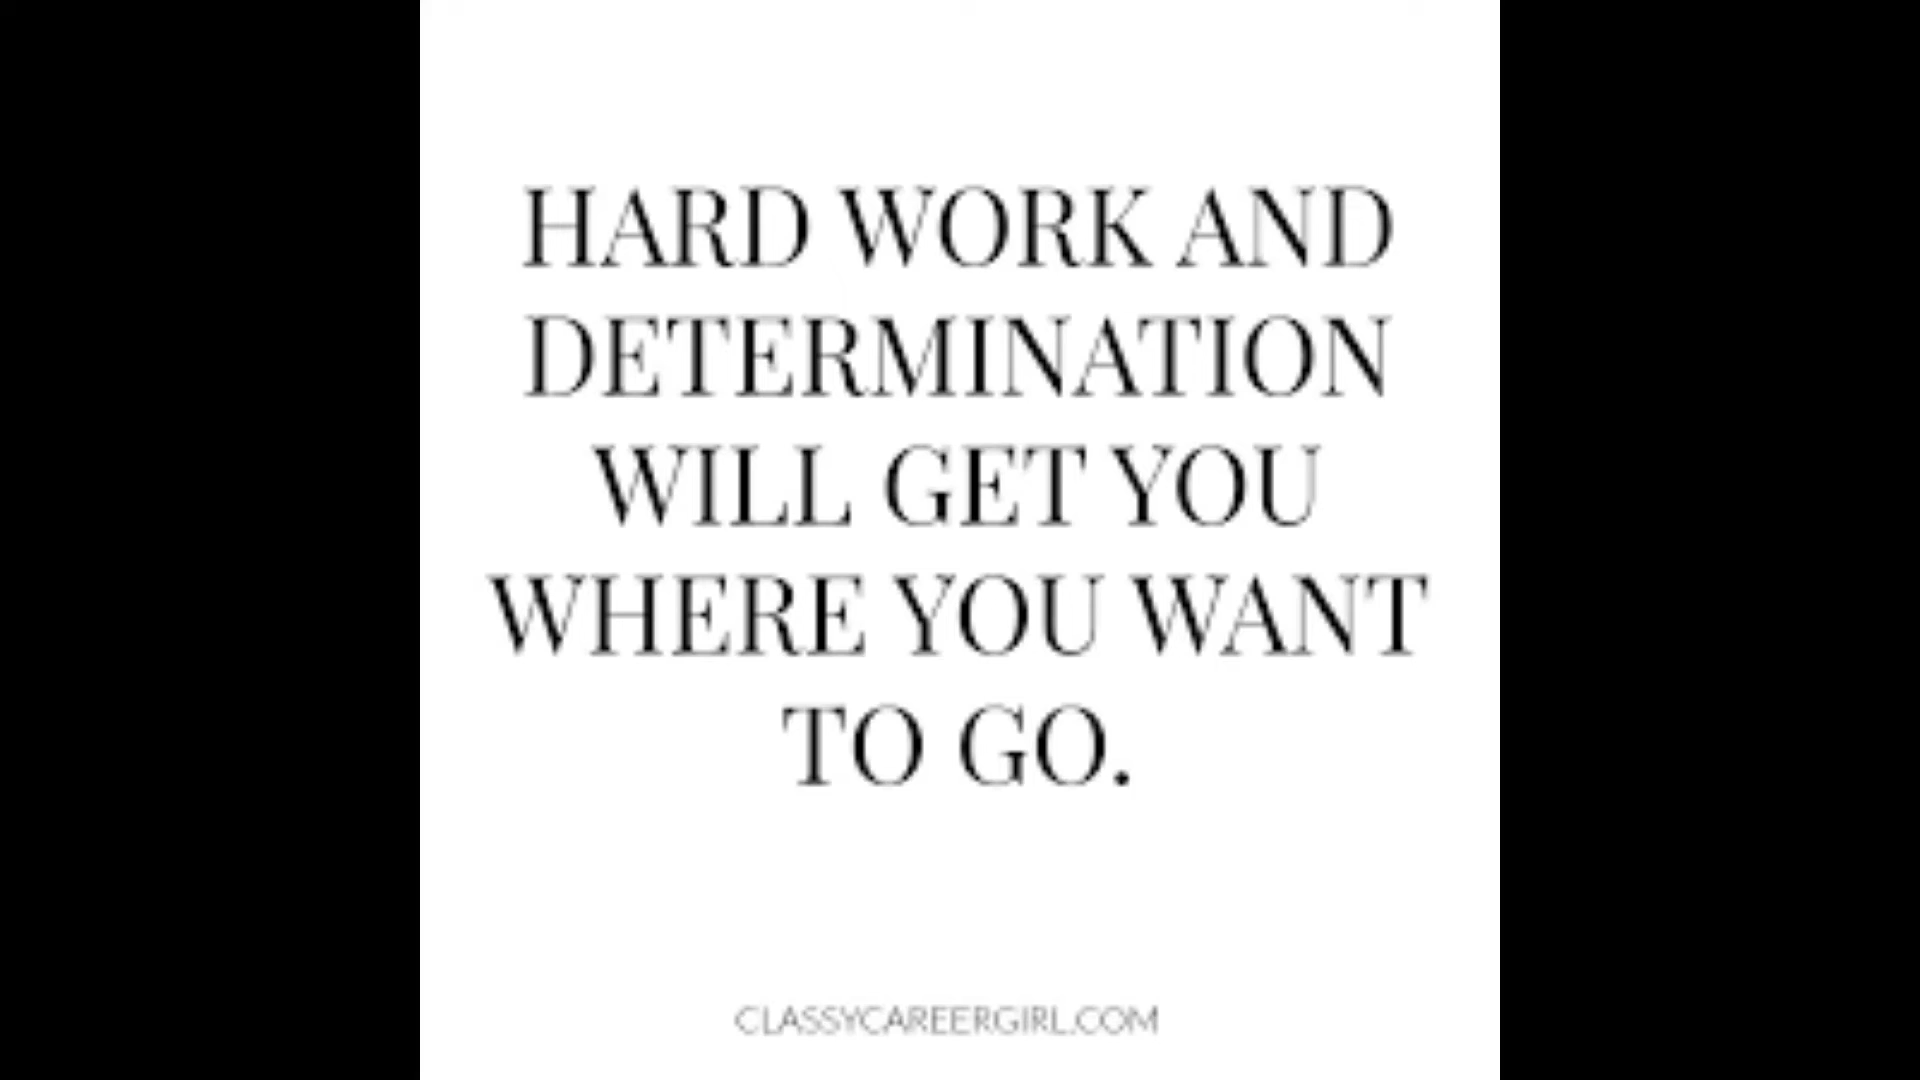 HARD WORK AND
DETERMINATION
WILL GET YOU
WHERE YOU WANT
TO GO.
CLASSYCAREERGIRL.COM